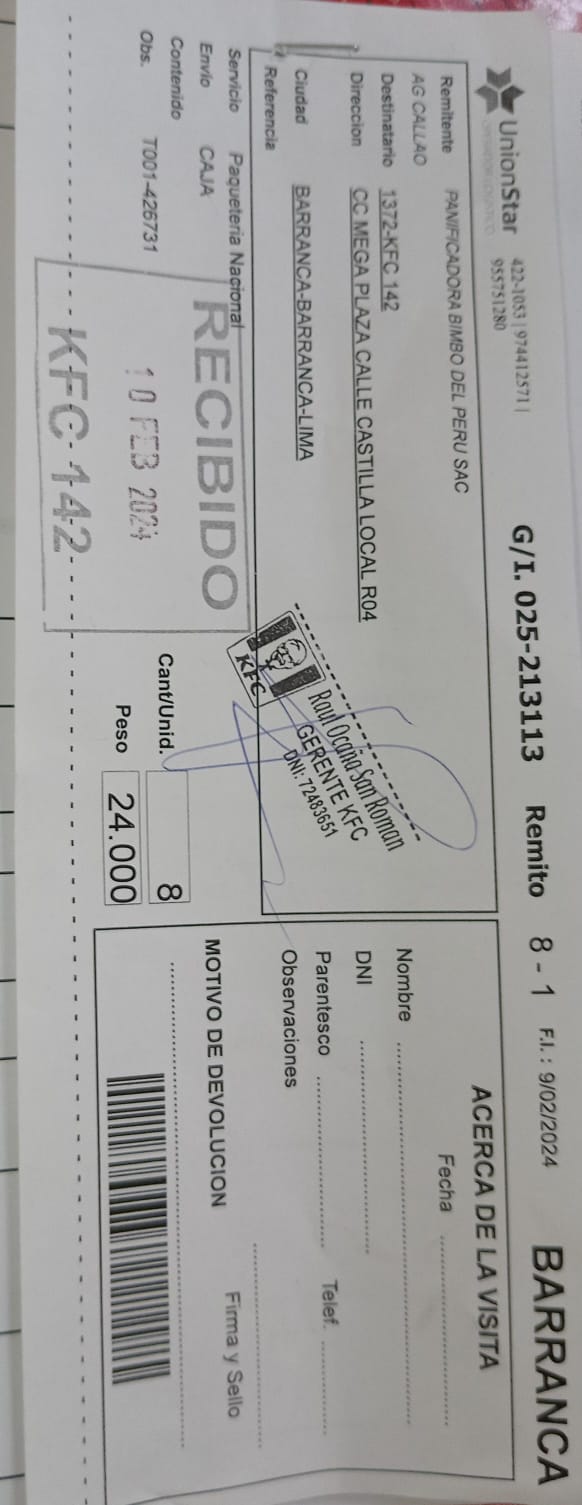 UnionStar 422-1053 | 974412571 |
955751280
G/I. 025-213113 Remito 8 - 1 F.I. : 9/02/2024 BARRANCA
Remitente PANIFICADORA BIMBO DEL PERU SAC
AG CALLAO
Destinatario 1372-KFC 142
Direccion CC MEGA PLAZA CALLE CASTILLA LOCAL R04
Ciudad BARRANCA-BARRANCA-LIMA
Referencia
Servicio Paqueteria Nacional
Envio CAJA
Contenido
Obs. T001-426731
RECIBIDO
10 FEB 2024
KFC 142
KFC
Raul Ocaña San Roman
GERENTE KFC
DNI: 72483651
Cant/Unid. 8
Peso 24.000
ACERCA DE LA VISITA
Fecha
Nombre
DNI
Parentesco Telef.
Observaciones
MOTIVO DE DEVOLUCION Firma y Sello